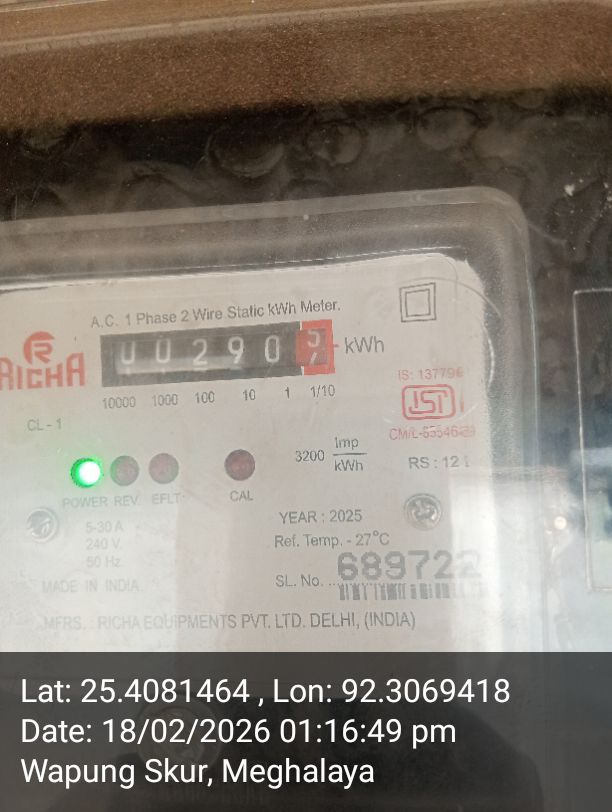 A.C. 1 Phase 2 Wire Static kWh Meter.
RICHA
0 0 2 9 0 kWh
10000 1000 100 10 1 1/10
IS: 13779
CL - 1
CM/L-
3200 Imp/kWh
RS : 12
POWER REV. EFLT CAL
5-30 A
240 V.
50 Hz.
YEAR : 2025
Ref. Temp. - 27°C
MADE IN INDIA.
SL. No. .. 689722
MFRS. : RICHA EQUIPMENTS PVT. LTD. DELHI, (INDIA)
Lat: 25.4081464 , Lon: 92.3069418
Date: 18/02/2026 01:16:49 pm
Wapung Skur, Meghalaya